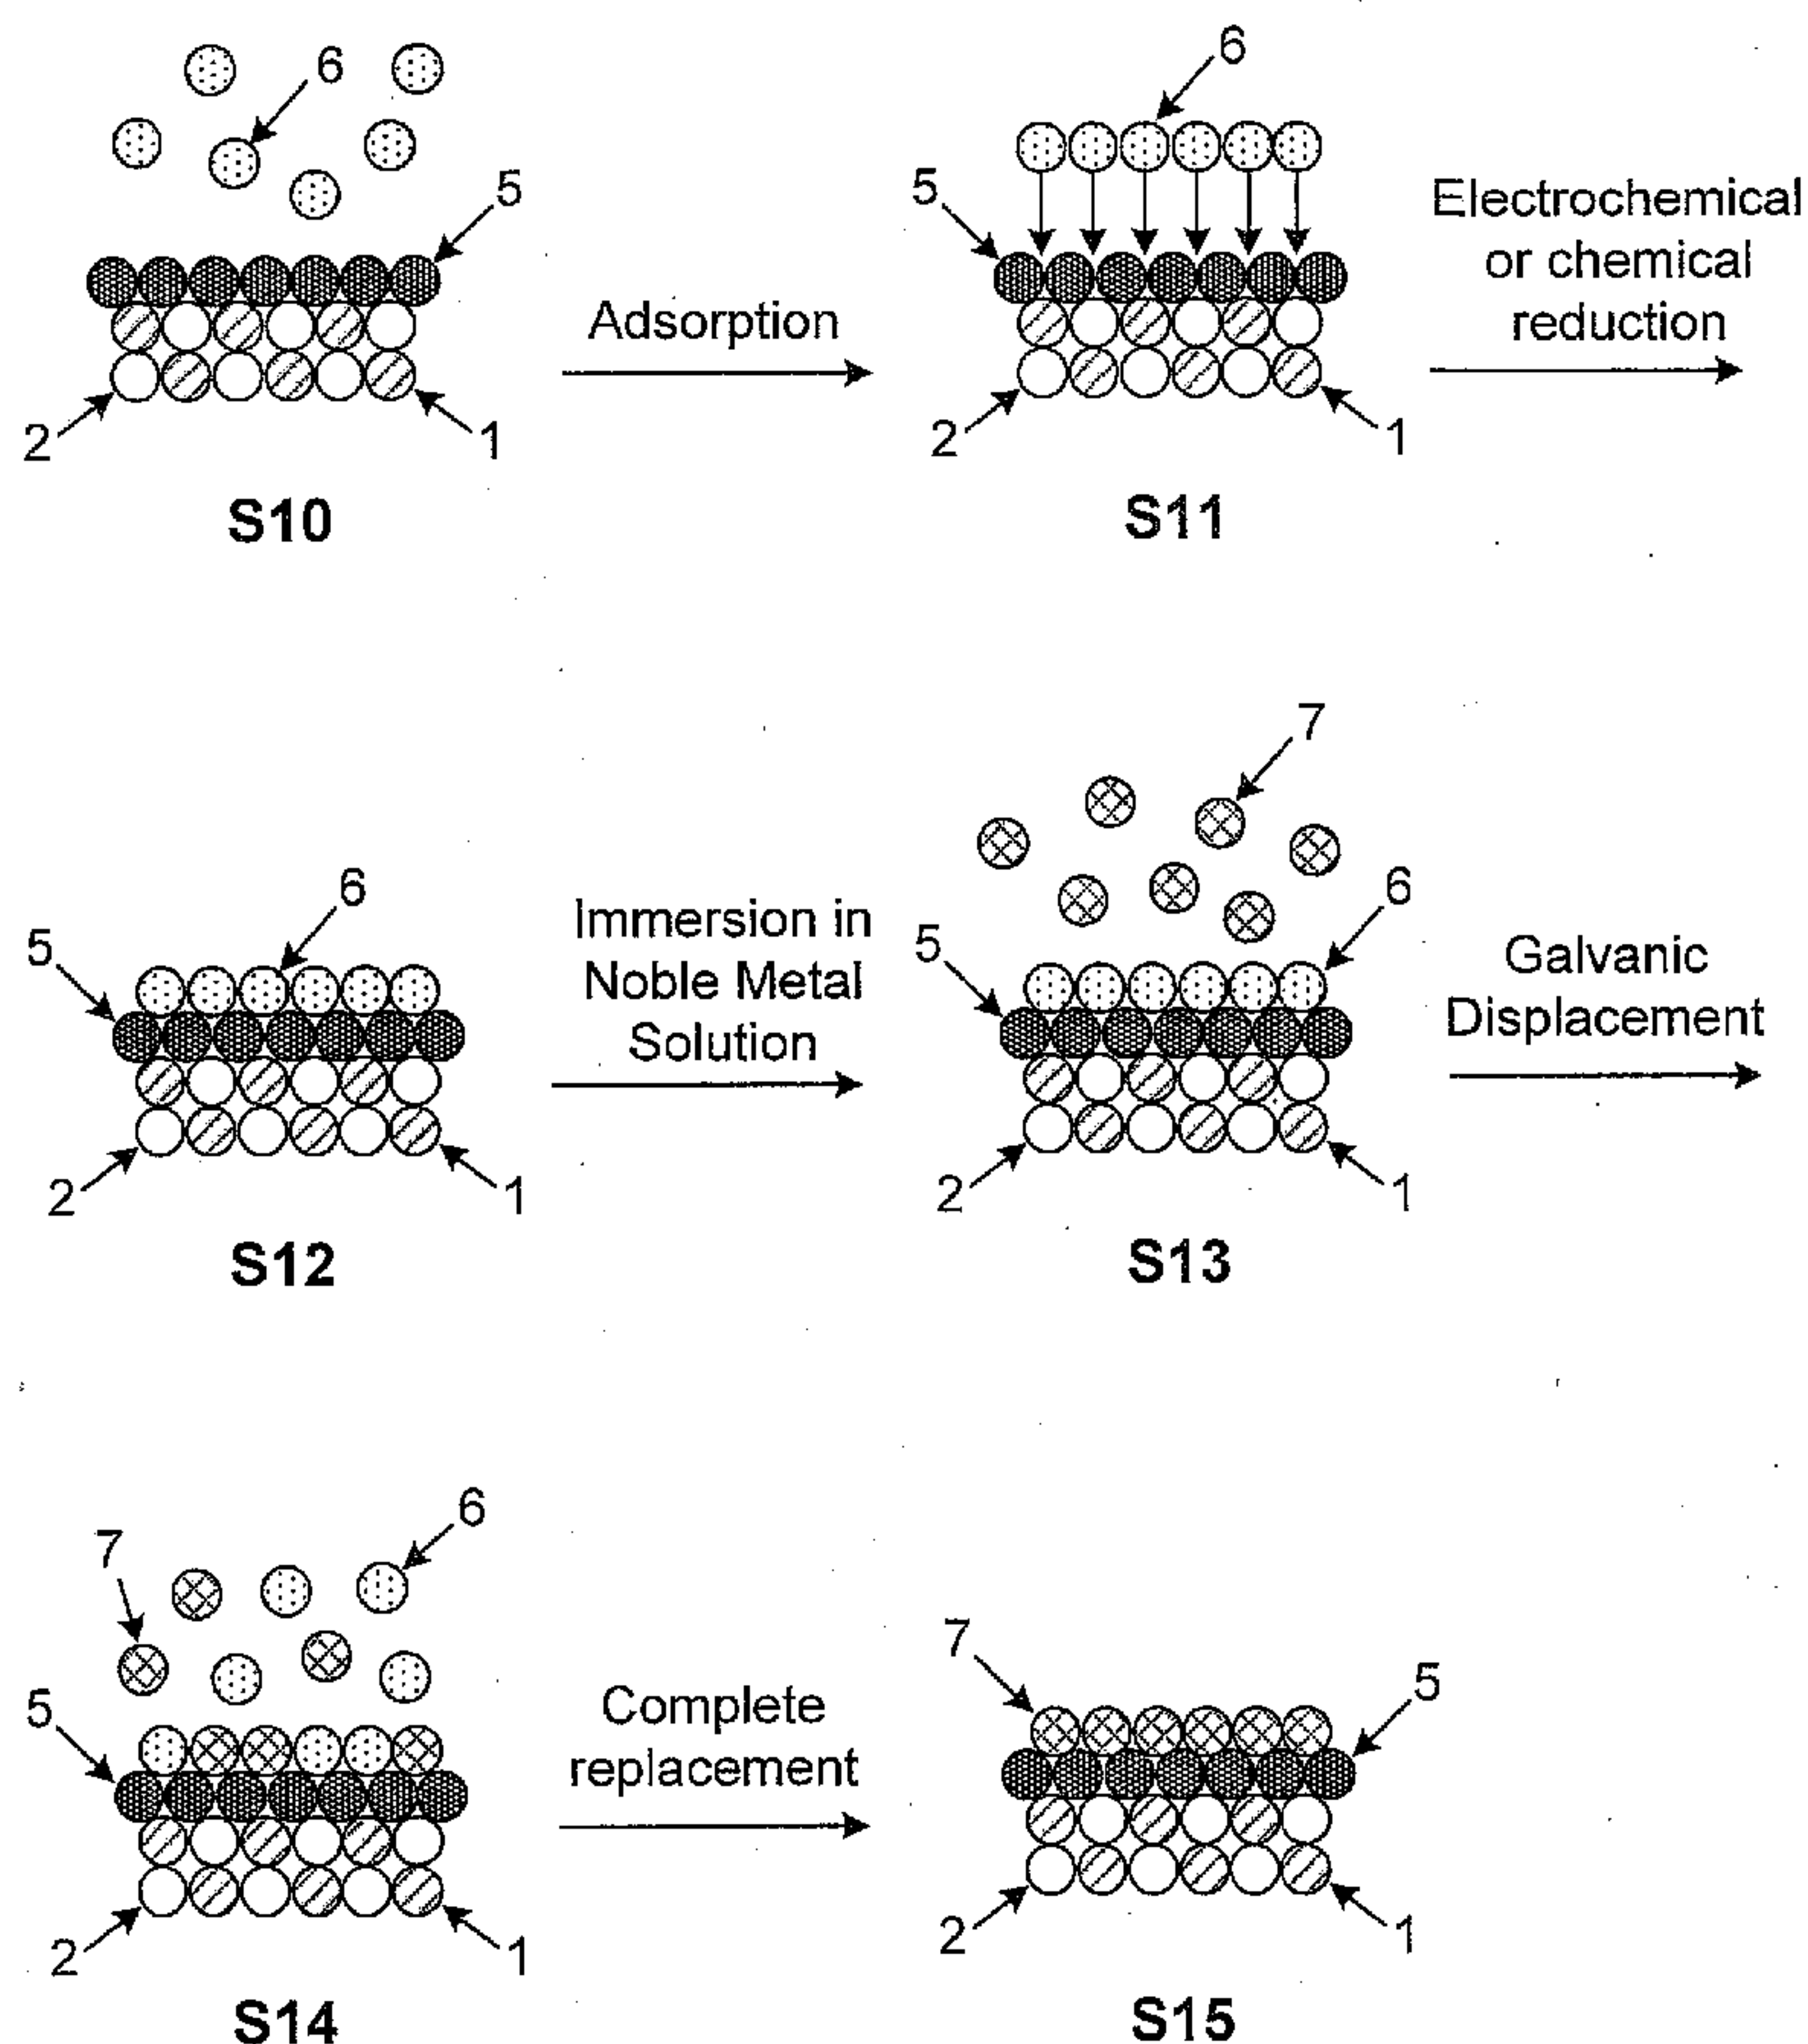 6
5
Adsorption
2
1
S10
6
5
Electrochemical
or chemical
reduction
2
1
S11
6
5
Immersion in
Noble Metal
Solution
2
1
S12
7
6
5
Galvanic
Displacement
2
1
S13
6
7
5
Complete
replacement
2
1
S14
7
5
2
1
S15